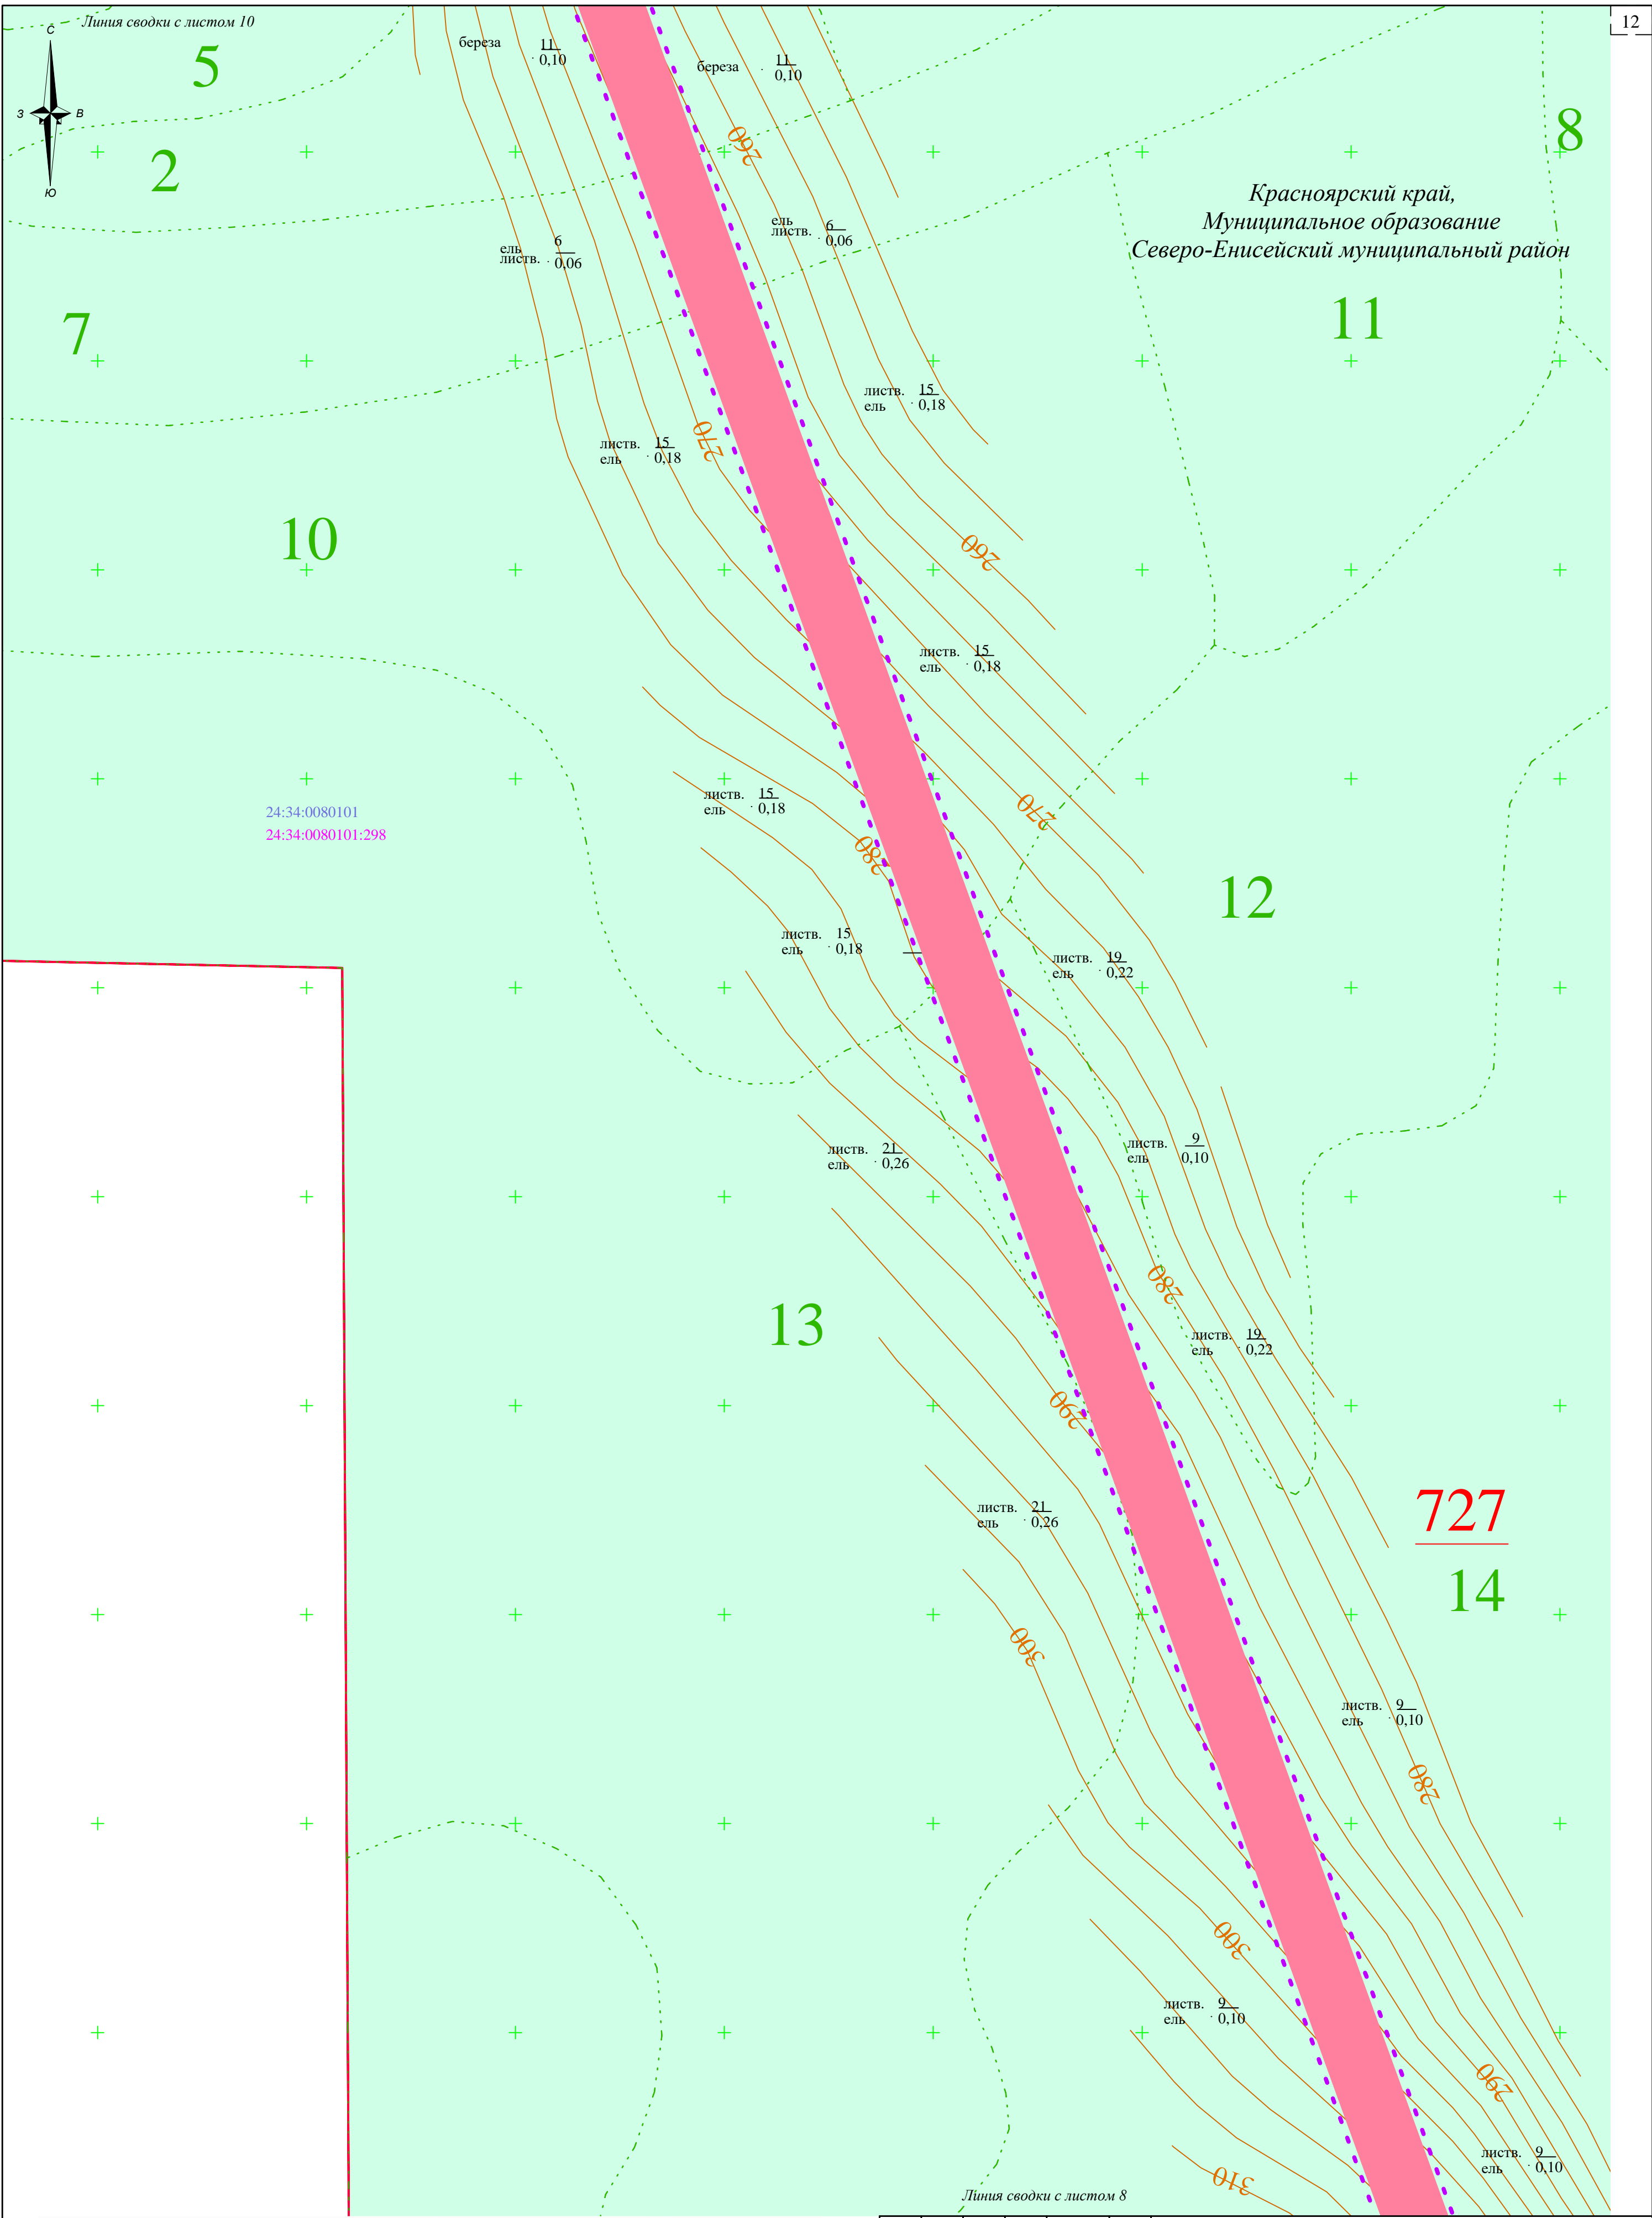 Линия сводки с листом 10
12
С
З
В
Ю
5
береза 11 0,10
береза 11 0,10
260
8
2
Красноярский край,
Муниципальное образование
Северо-Енисейский муниципальный район
ель
листв. 6 0,06
ель
листв. 6 0,06
7
11
листв. 15
ель 0,18
листв. 15
ель 0,18
270
10
260
листв. 15
ель 0,18
24:34:0080101
24:34:0080101:298
листв. 15
ель 0,18
270
280
12
листв. 15
ель 0,18
листв. 19
ель 0,22
листв. 21
ель 0,26
листв. 9
ель 0,10
280
13
листв. 19
ель 0,22
290
листв. 21
ель 0,26
727
14
300
листв. 9
ель 0,10
280
300
листв. 9
ель 0,10
290
листв. 9
ель 0,10
310
Линия сводки с листом 8